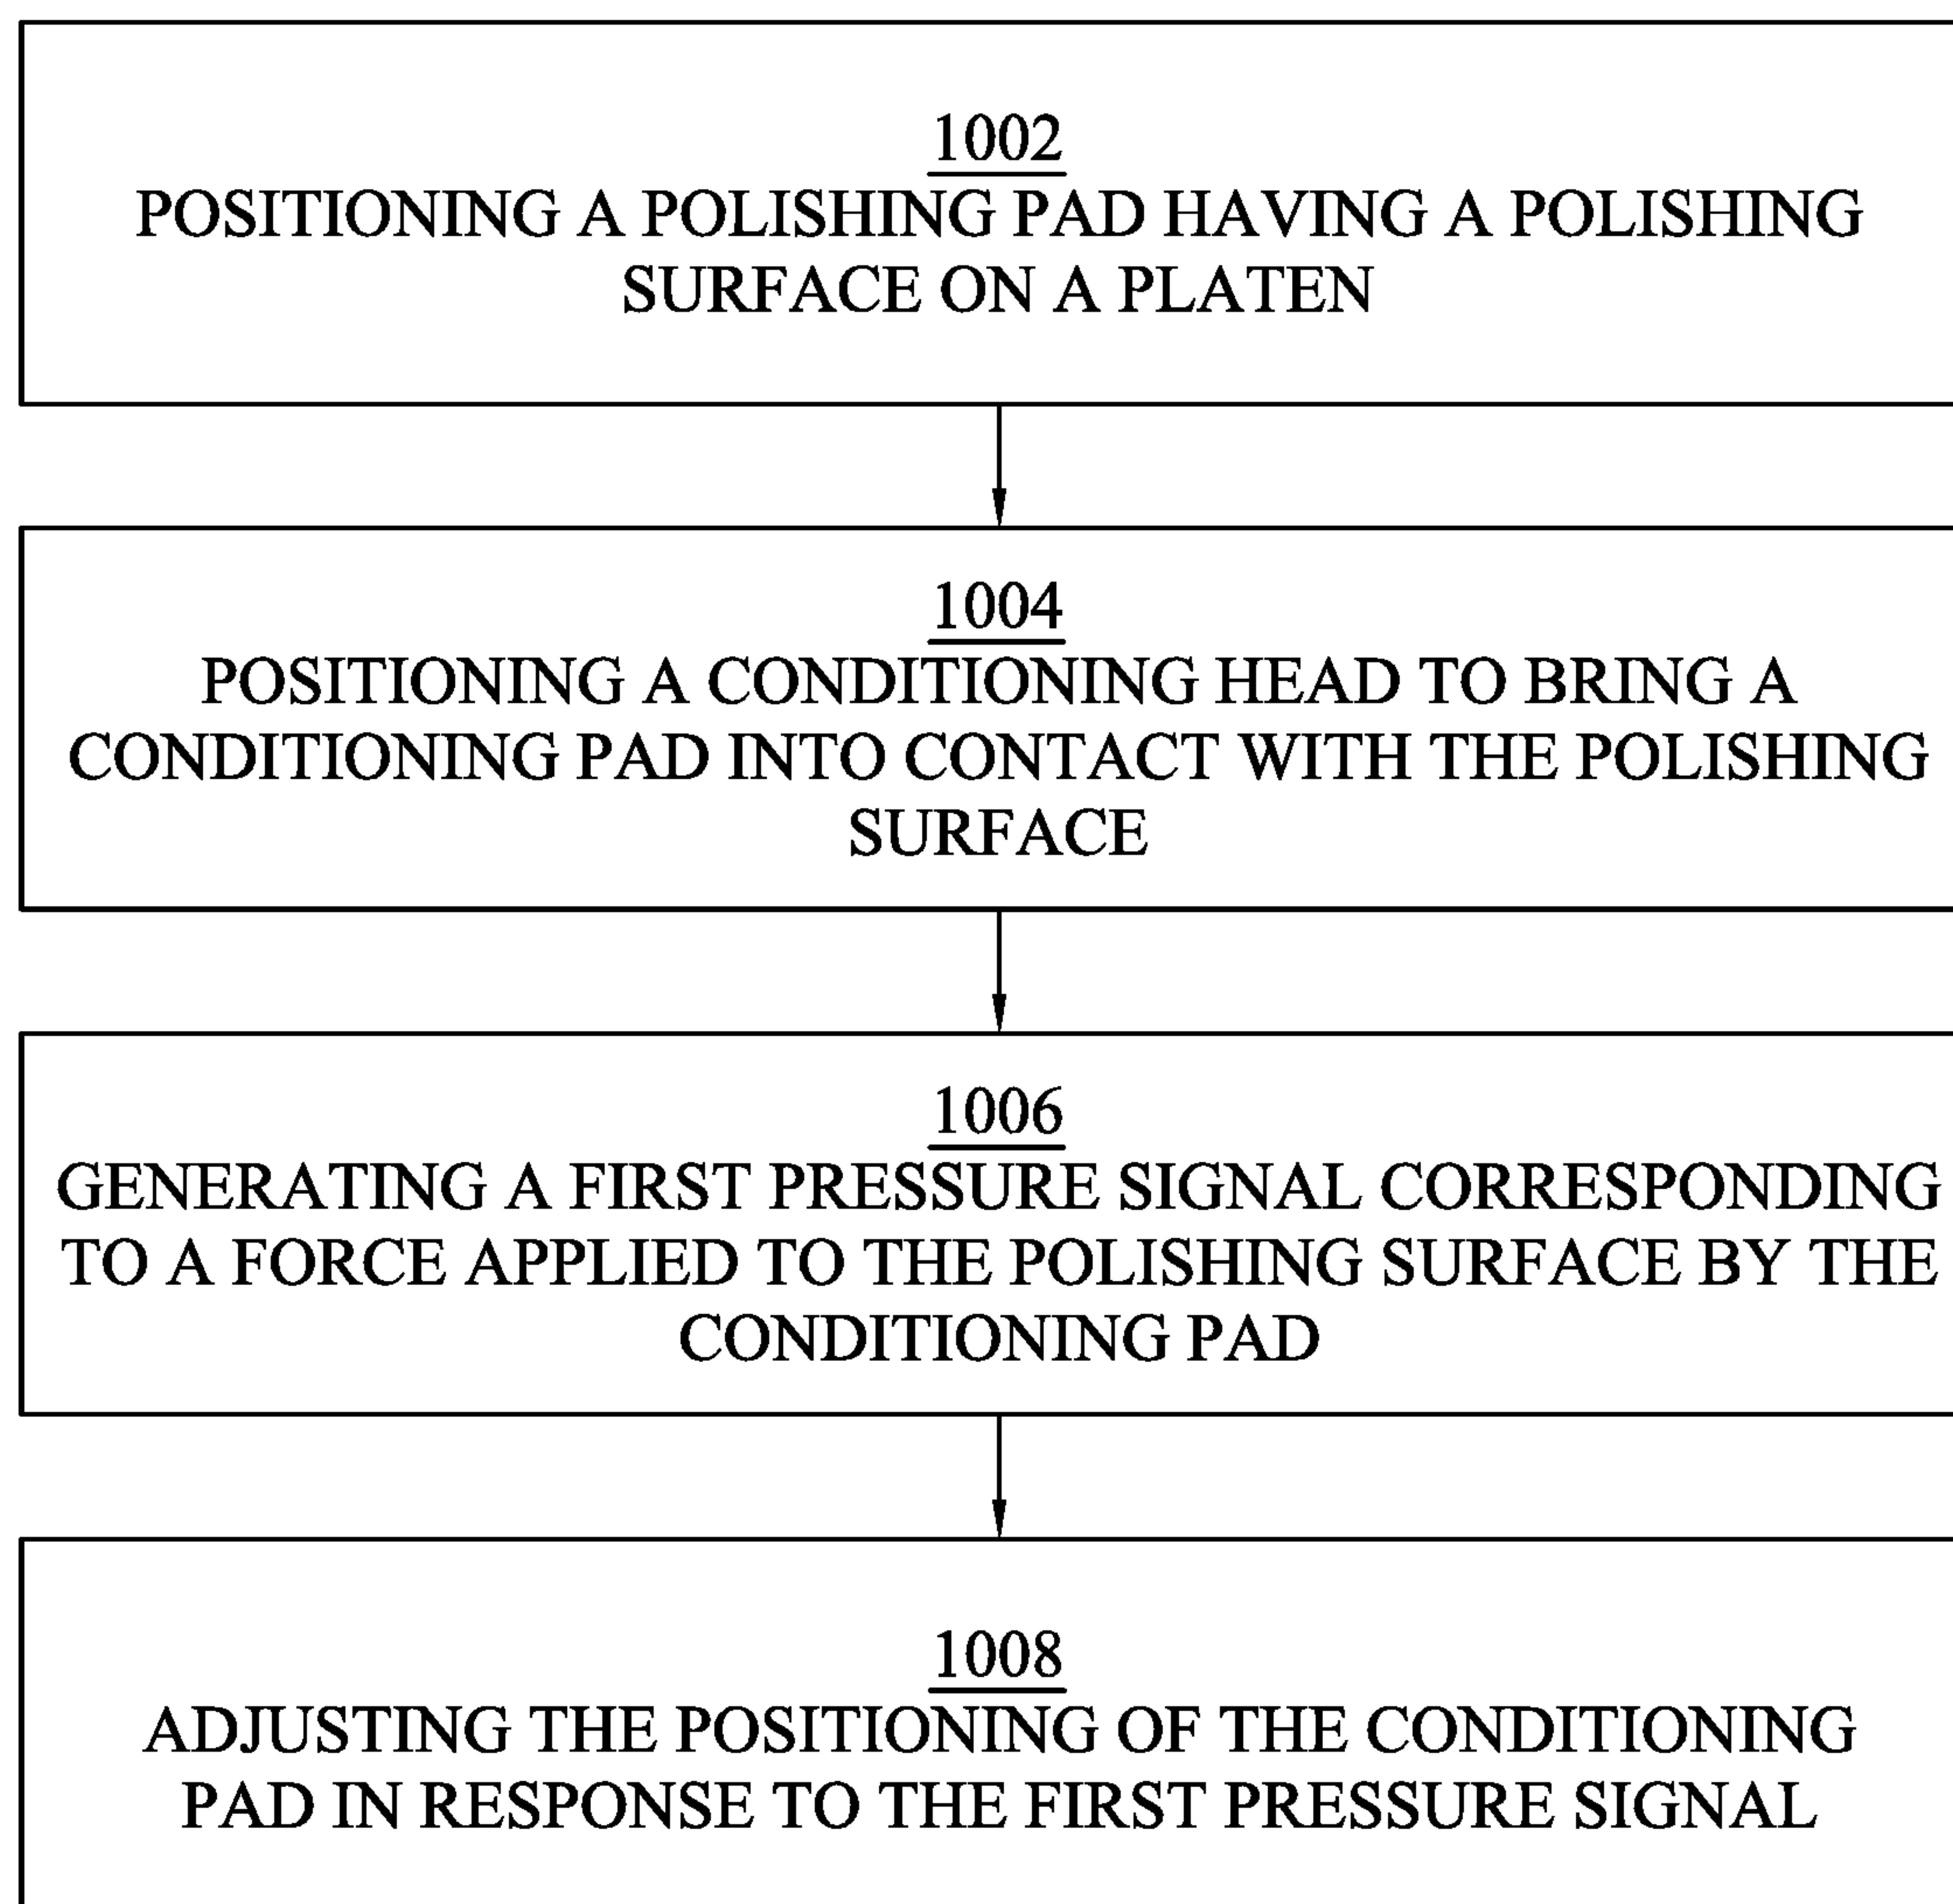 1002
POSITIONING A POLISHING PAD HAVING A POLISHING
SURFACE ON A PLATEN
1004
POSITIONING A CONDITIONING HEAD TO BRING A
CONDITIONING PAD INTO CONTACT WITH THE POLISHING
SURFACE
1006
GENERATING A FIRST PRESSURE SIGNAL CORRESPONDING
TO A FORCE APPLIED TO THE POLISHING SURFACE BY THE
CONDITIONING PAD
1008
ADJUSTING THE POSITIONING OF THE CONDITIONING
PAD IN RESPONSE TO THE FIRST PRESSURE SIGNAL